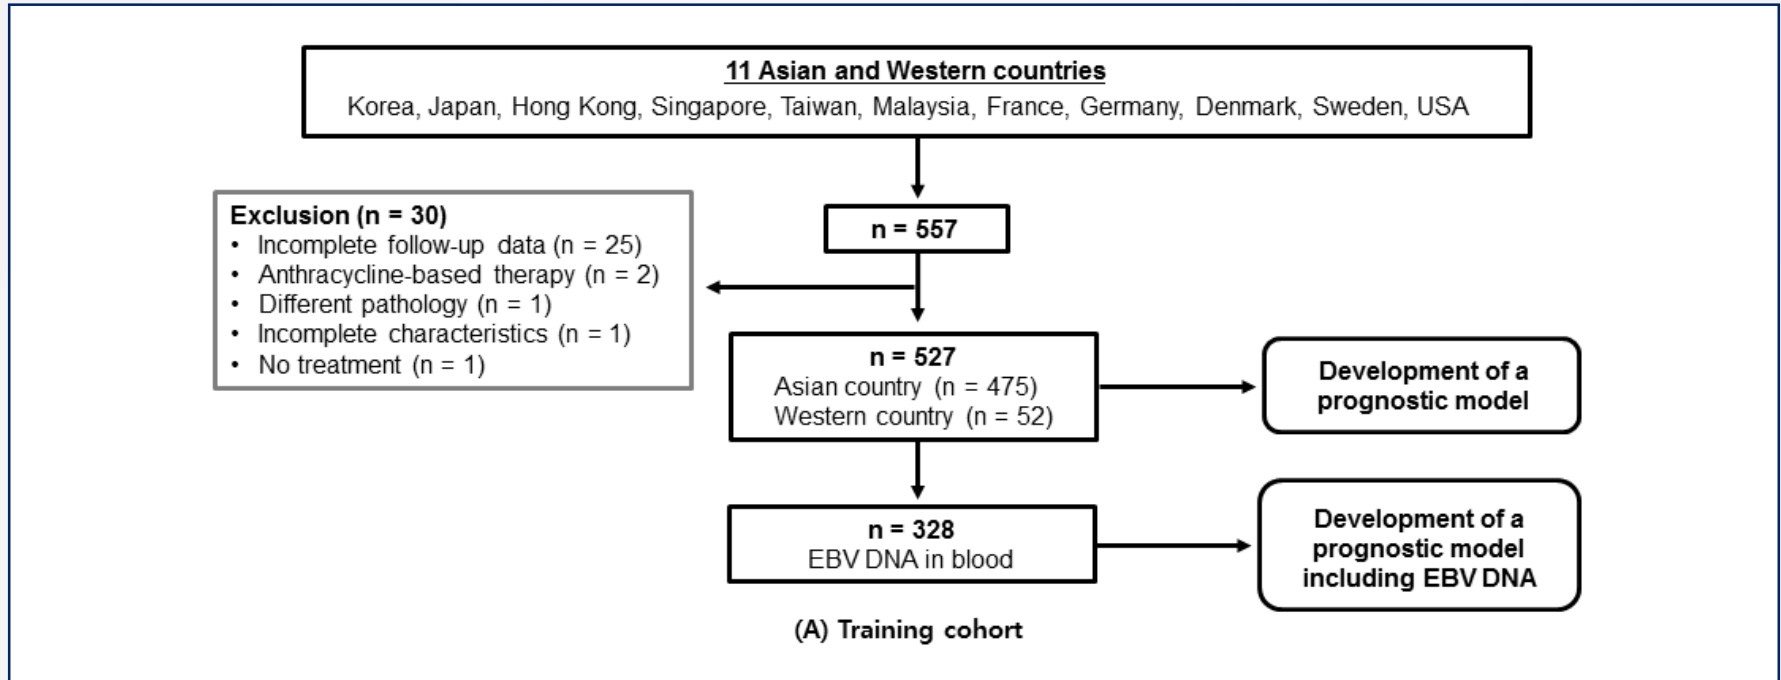 11 Asian and Western countries
Korea, Japan, Hong Kong, Singapore, Taiwan, Malaysia, France, Germany, Denmark, Sweden, USA
n = 557
Exclusion (n = 30)
• Incomplete follow-up data (n = 25)
• Anthracycline-based therapy (n = 2)
• Different pathology (n = 1)
• Incomplete characteristics (n = 1)
• No treatment (n = 1)
n = 527
Asian country (n = 475)
Western country (n = 52)
Development of a
prognostic model
n = 328
EBV DNA in blood
Development of a
prognostic model
including EBV DNA
(A) Training cohort